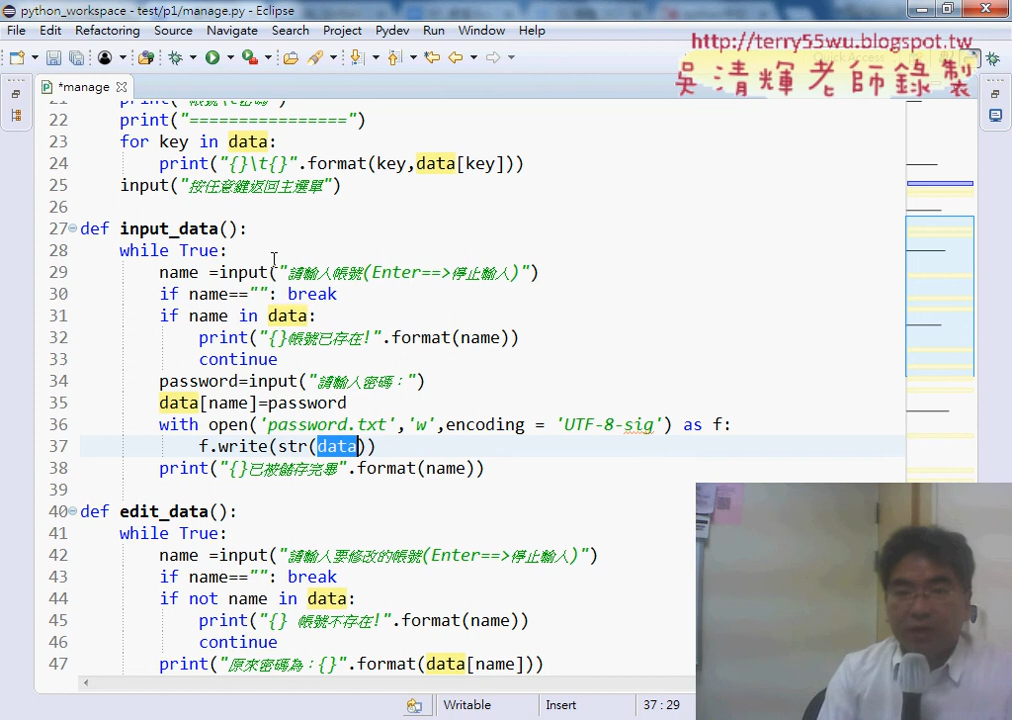 python_workspace - test/p1/manage.py - Eclipse
File Edit Refactoring Source Navigate Search Project Pydev Run Window Help
http://terry55wu.blogspot.tw
吳清輝老師錄製
*manage
22 print("================")
23 for key in data:
24 print("{}\t{}".format(key,data[key]))
25 input("按任意鍵返回主選單")
26
27 def input_data():
28 while True:
29 name =input("請輸入帳號(Enter==>停止輸入)")
30 if name=="": break
31 if name in data:
32 print("{}帳號已存在!".format(name))
33 continue
34 password=input("請輸入密碼：")
35 data[name]=password
36 with open('password.txt','w',encoding = 'UTF-8-sig') as f:
37 f.write(str(data))
38 print("{}已被儲存完畢".format(name))
39
40 def edit_data():
41 while True:
42 name =input("請輸入要修改的帳號(Enter==>停止輸入)")
43 if name=="": break
44 if not name in data:
45 print("{} 帳號不存在!".format(name))
46 continue
47 print("原來密碼為：{}".format(data[name]))
Writable Insert 37 : 29